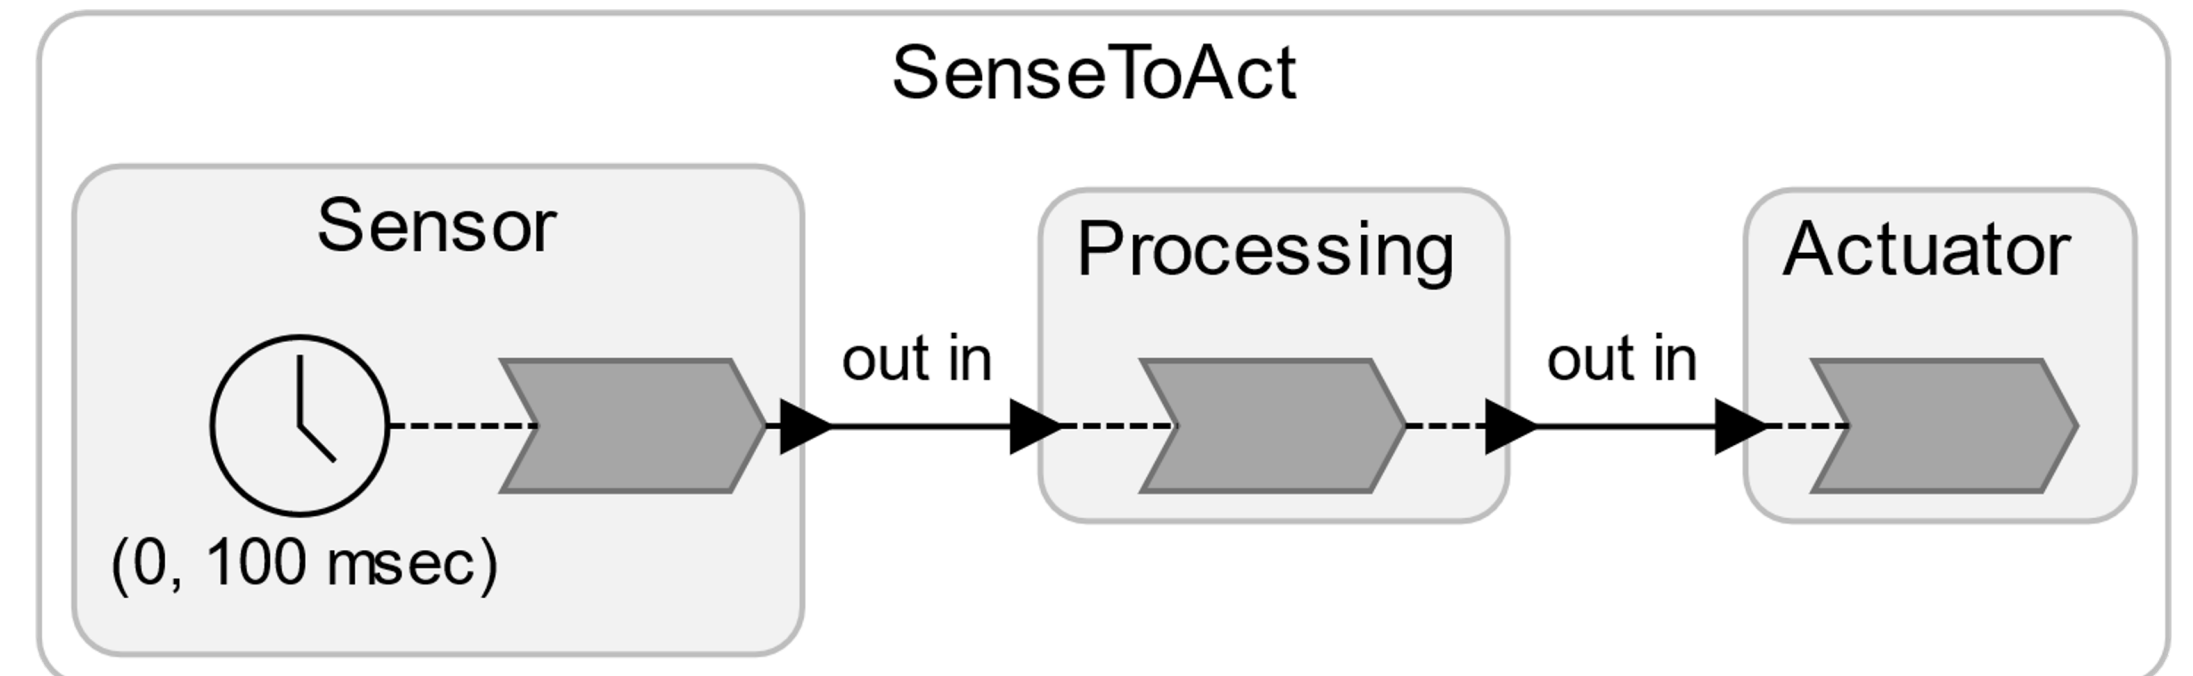 SenseToAct
Sensor
Processing
Actuator
out in
out in
(0, 100 msec)